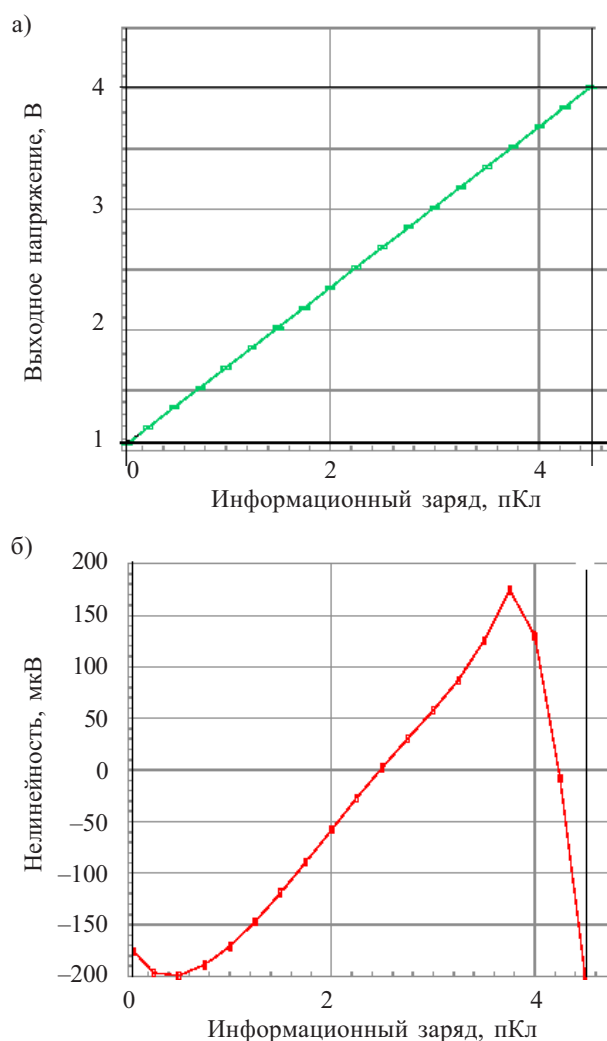 а)
Выходное напряжение, В
4
3
2
1
0 2 4
Информационный заряд, пКл
б)
Нелинейность, мкВ
200
150
100
50
0
–50
–100
–150
–200
0 2 4
Информационный заряд, пКл